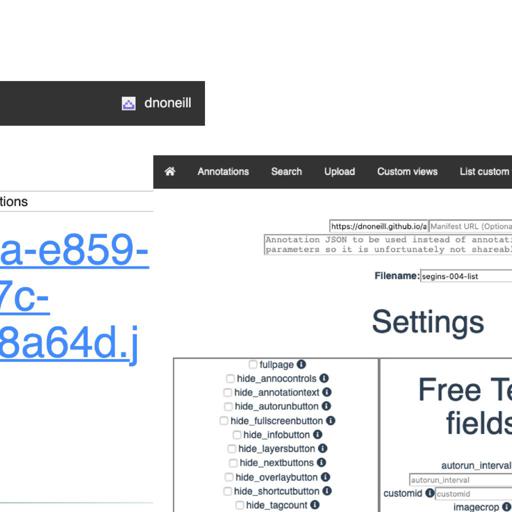 dnoneill
tions
a-e859-
7c-
8a64d.j
Annotations Search Upload Custom views List custom
https://dnoneill.github.io/a Manifest URL (Optiona
Annotation JSON to be used instead of annotati
parameters so it is unfortunately not shareabl
Filename: segins-004-list
Settings
fullpage
hide_annocontrols
hide_annotationtext
hide_autorunbutton
hide_fullscreenbutton
hide_infobutton
hide_layersbutton
hide_nextbuttons
hide_overlaybutton
hide_shortcutbutton
hide_tagcount
Free Te
fields
autorun_interval
autorun_interval
customid customid
imagecrop